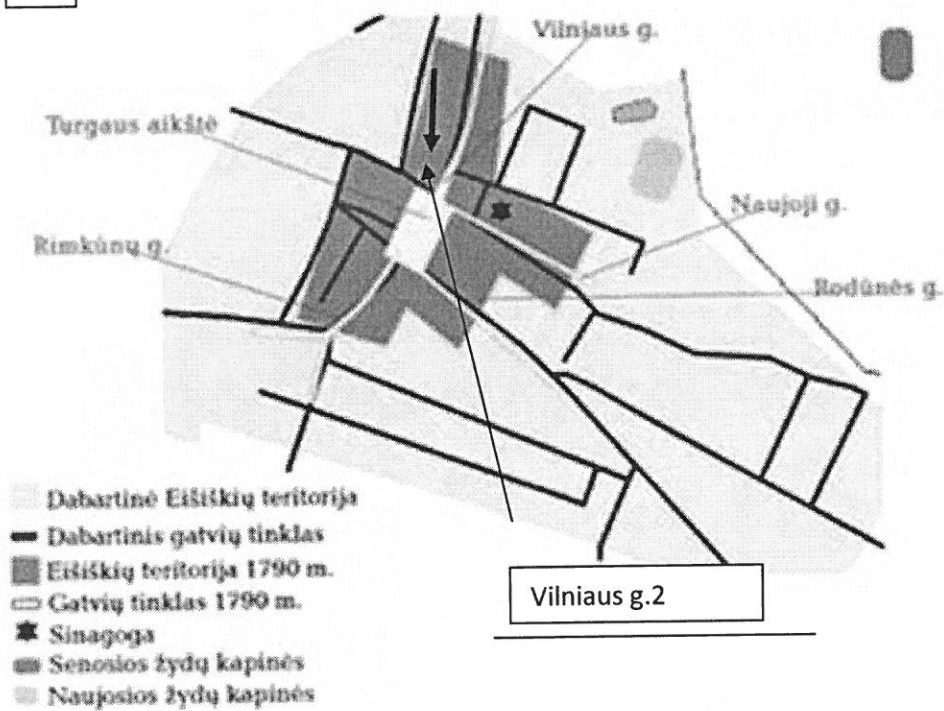 Vilniaus g.
Turgaus aikštė
Naujoji g.
Rimkūnų g.
Rodūnės g.
Dabartinė Eišiškių teritorija
Dabartinis gatvių tinklas
Eišiškių teritorija 1790 m.
Gatvių tinklas 1790 m.
Sinagoga
Senosios žydų kapinės
Naujosios žydų kapinės
Vilniaus g.2